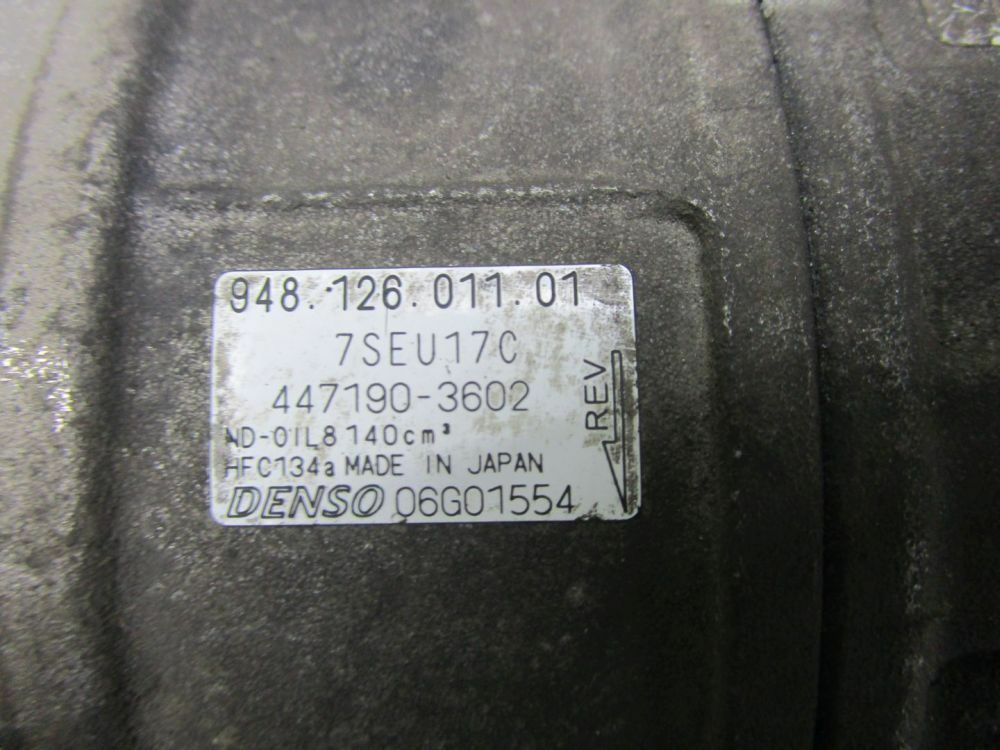 948.126.011.01
7SEU17C
447190-3602
ND-OIL8 140cm³
HFC134a MADE IN JAPAN
DENSO 06G01554
REV